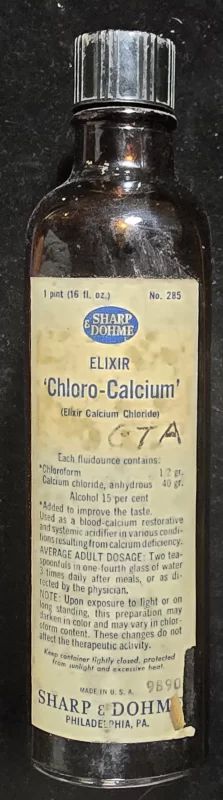 1 pint (16 fl. oz.) No. 285
SHARP
& DOHME
ELIXIR
'Chloro-Calcium'
(Elixir Calcium Chloride)
GTA
Each fluidounce contains:
*Chloroform 1.2 gr.
Calcium chloride, anhydrous 40 gr.
Alcohol 15 per cent
*Added to improve the taste.
Used as a blood-calcium restorative
and systemic acidifier in various condi-
tions resulting from calcium deficiency.
AVERAGE ADULT DOSAGE: Two tea-
spoonfuls in one-fourth glass of water
3 times daily after meals, or as di-
rected by the physician.
NOTE: Upon exposure to light or on
long standing, this preparation may
darken in color and may vary in chlor-
oform content. These changes do not
affect the therapeutic activity.
Keep container tightly closed, protected
from sunlight and excessive heat.
MADE IN U. S. A. 9890
SHARP & DOHME
PHILADELPHIA, PA.